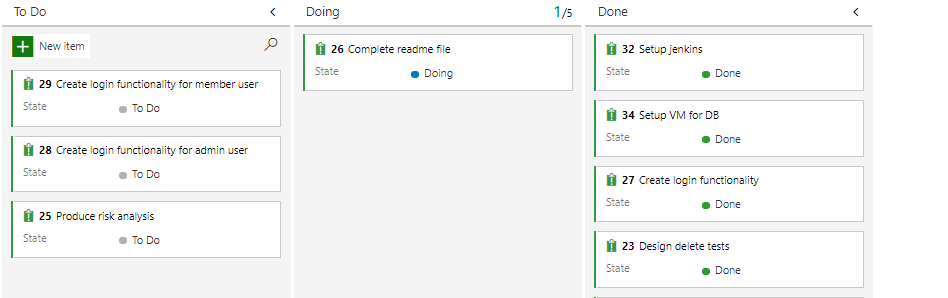 To Do
New item
29 Create login functionality for member user
State To Do
28 Create login functionality for admin user
State To Do
25 Produce risk analysis
State To Do
Doing 1/5
26 Complete readme file
State Doing
Done
32 Setup jenkins
State Done
34 Setup VM for DB
State Done
27 Create login functionality
State Done
23 Design delete tests
State Done